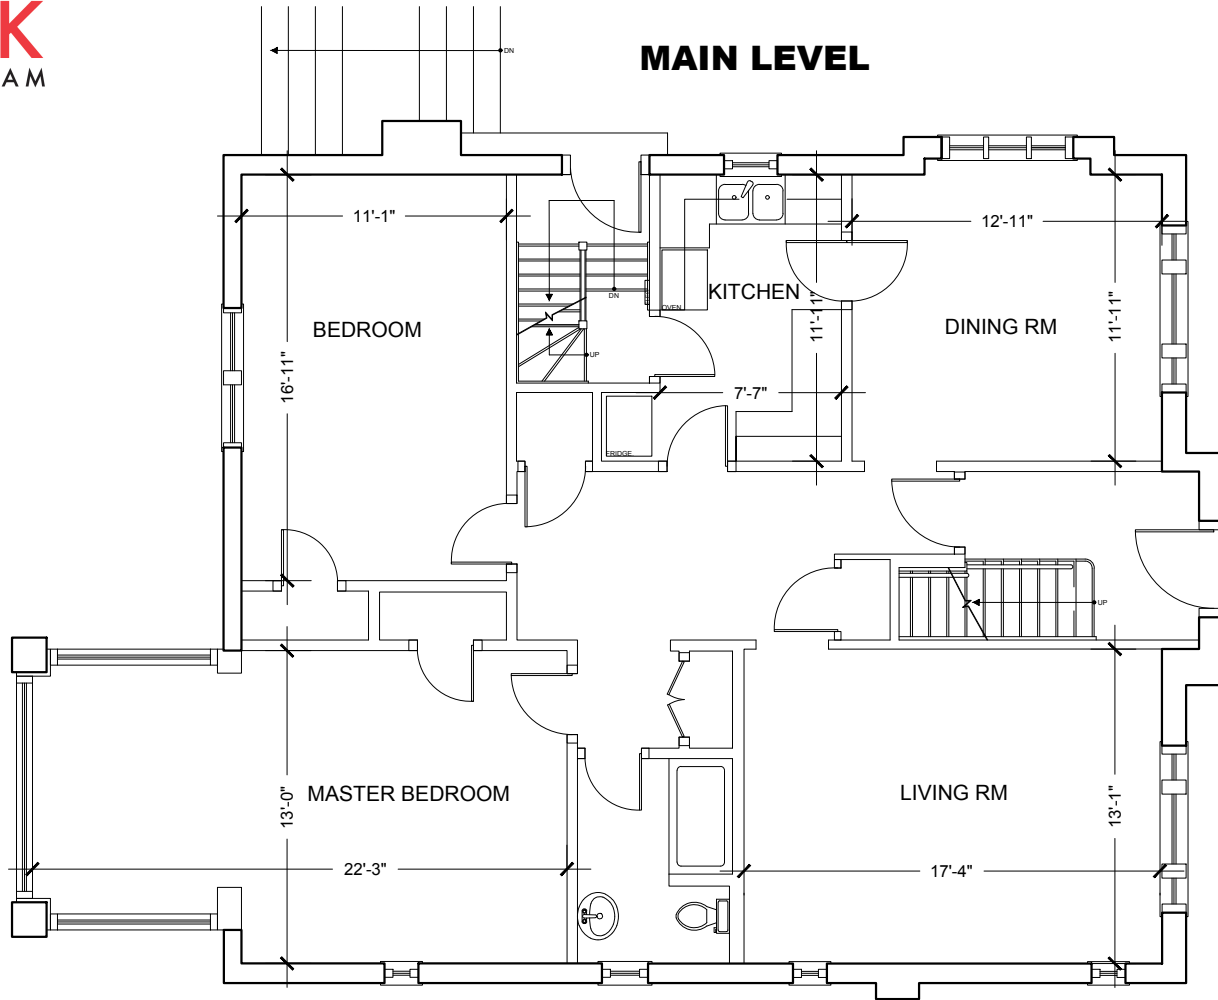 K
AM
MAIN LEVEL
DN
11'-1"
12'-11"
KITCHEN
DN
OVEN
11'-11"
11'-11"
BEDROOM
DINING RM
UP
16'-11"
7'-7"
FRIDGE
UP
MASTER BEDROOM
LIVING RM
13'-0"
13'-1"
22'-3"
17'-4"